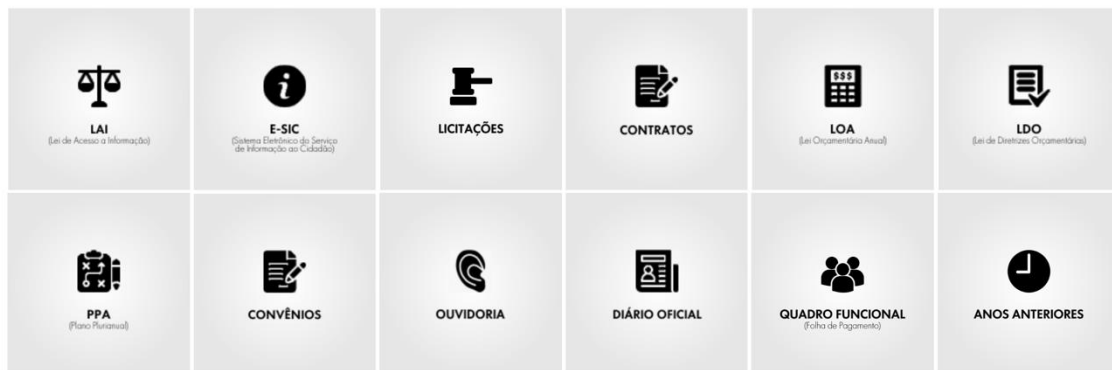 $$$
LAI
(Lei de Acesso a Informação)
E-SIC
(Sistema Eletrônico do Serviço
de Informação ao Cidadão)
LICITAÇÕES
CONTRATOS
LOA
(Lei Orçamentária Anual)
LDO
(Lei de Diretrizes Orçamentárias)
PPA
(Plano Plurianual)
CONVÊNIOS
OUVIDORIA
DIÁRIO OFICIAL
QUADRO FUNCIONAL
(Folha de Pagamento)
ANOS ANTERIORES